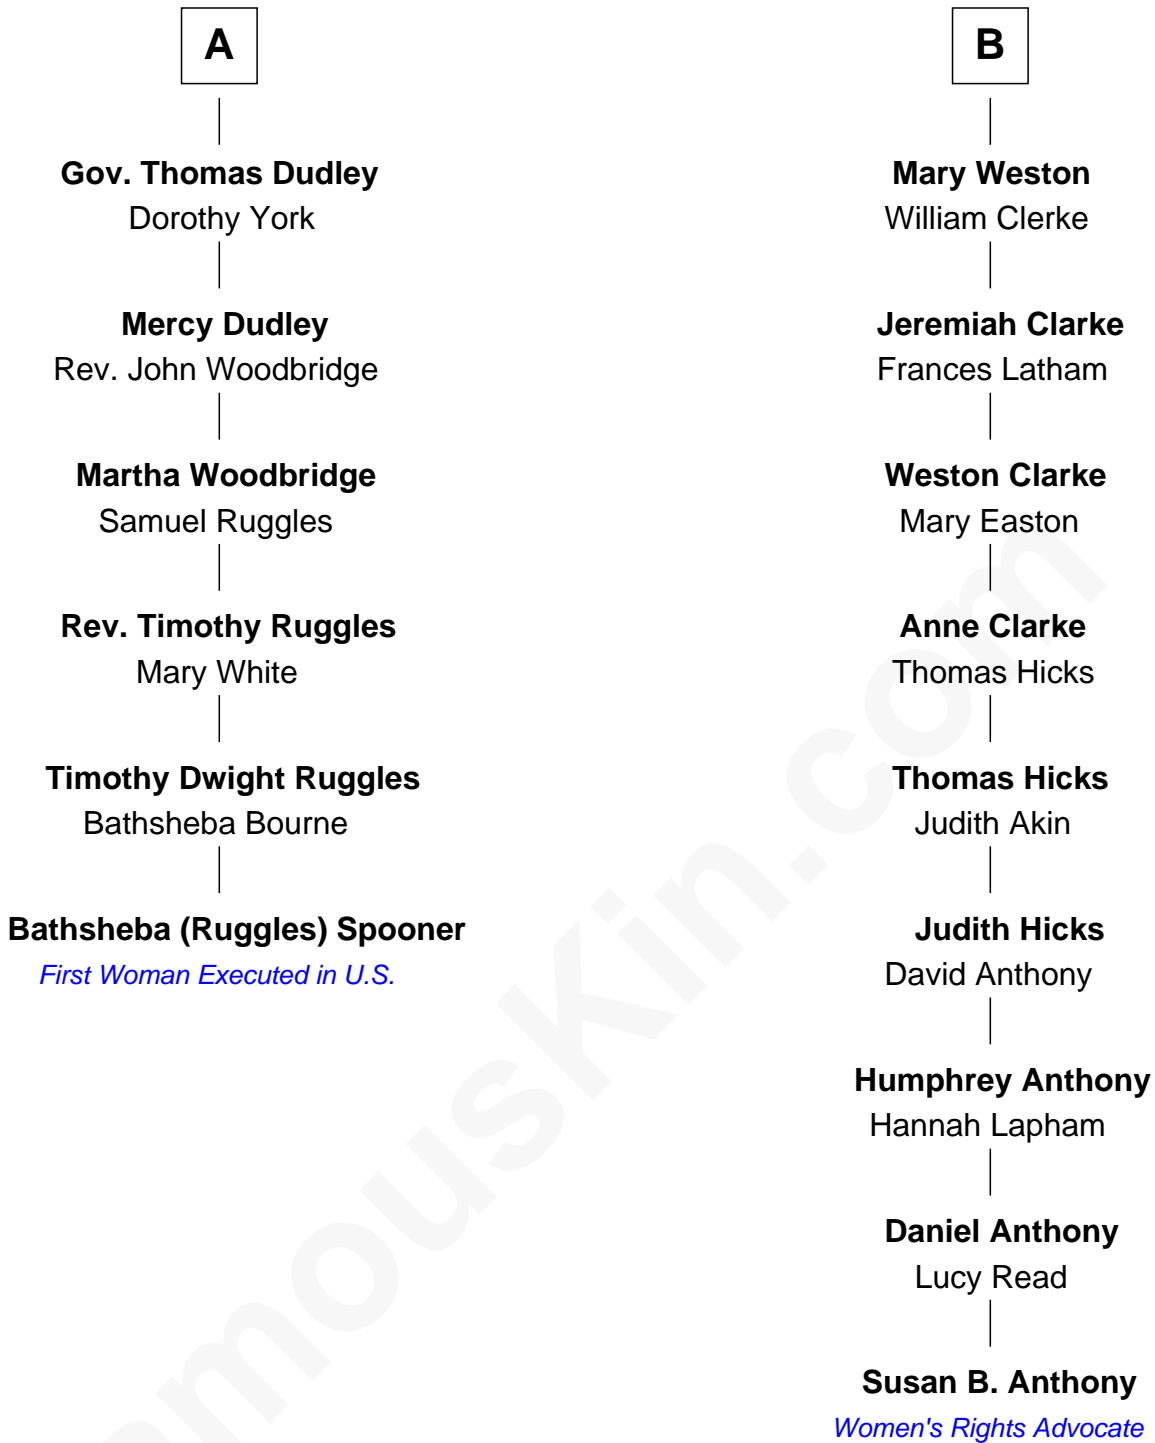 A
Gov. Thomas Dudley
Dorothy York
Mercy Dudley
Rev. John Woodbridge
Martha Woodbridge
Samuel Ruggles
Rev. Timothy Ruggles
Mary White
Timothy Dwight Ruggles
Bathsheba Bourne
Bathsheba (Ruggles) Spooner
First Woman Executed in U.S.
B
Mary Weston
William Clerke
Jeremiah Clarke
Frances Latham
Weston Clarke
Mary Easton
Anne Clarke
Thomas Hicks
Thomas Hicks
Judith Akin
Judith Hicks
David Anthony
Humphrey Anthony
Hannah Lapham
Daniel Anthony
Lucy Read
Susan B. Anthony
Women's Rights Advocate
amouskin.com